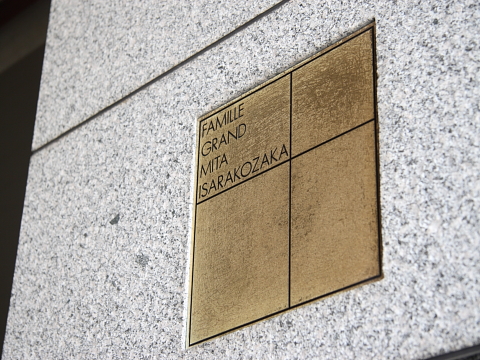 FAMILLE
GRAND
MITA
ISARAKOZAKA